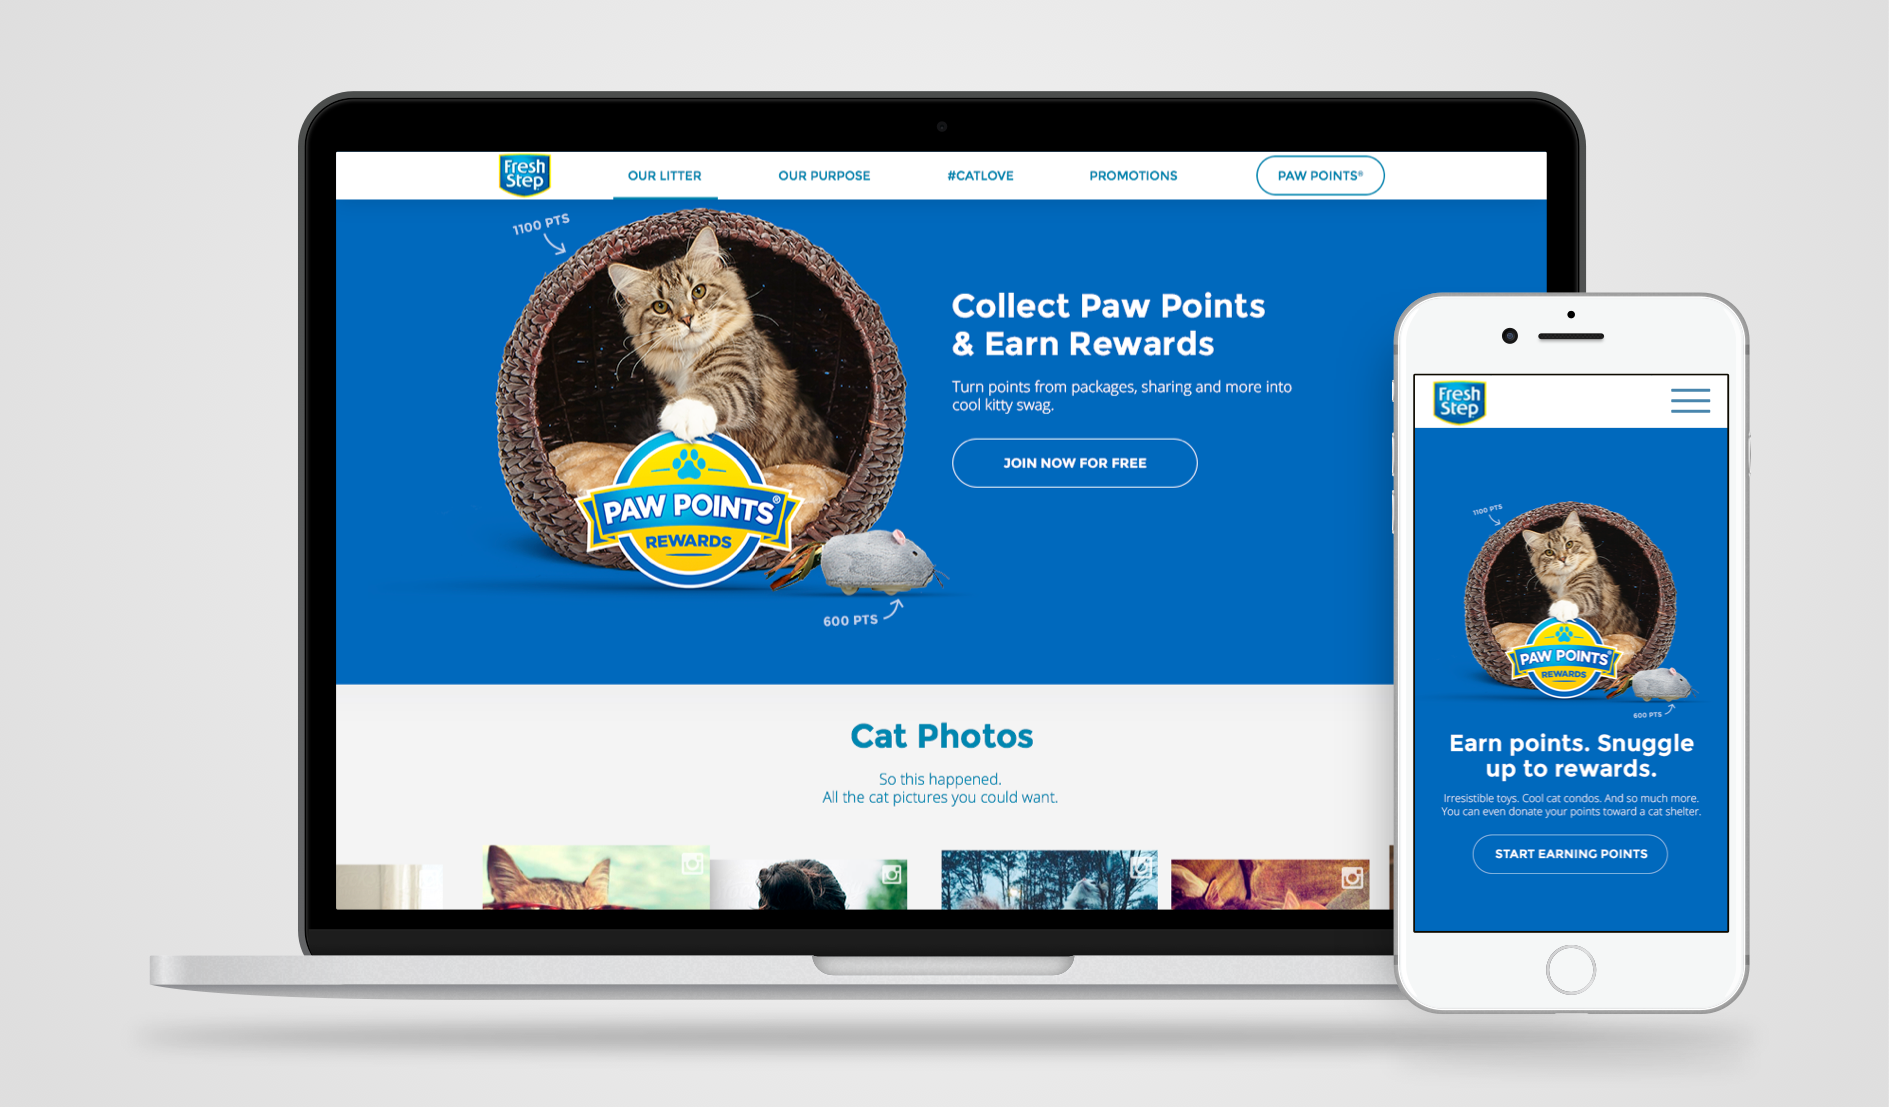 Fresh
Step
OUR LITTER
OUR PURPOSE
#CATLOVE
PROMOTIONS
PAW POINTS®
1100 PTS
Collect Paw Points
& Earn Rewards
Turn points from packages, sharing and more into
cool kitty swag.
JOIN NOW FOR FREE
PAW POINTS®
REWARDS
600 PTS
Cat Photos
So this happened.
All the cat pictures you could want.
Fresh
Step
1100 PTS
PAW POINTS®
REWARDS
600 PTS
Earn points. Snuggle
up to rewards.
Irresistible toys. Cool cat condos. And so much more.
You can even donate your points toward a cat shelter.
START EARNING POINTS